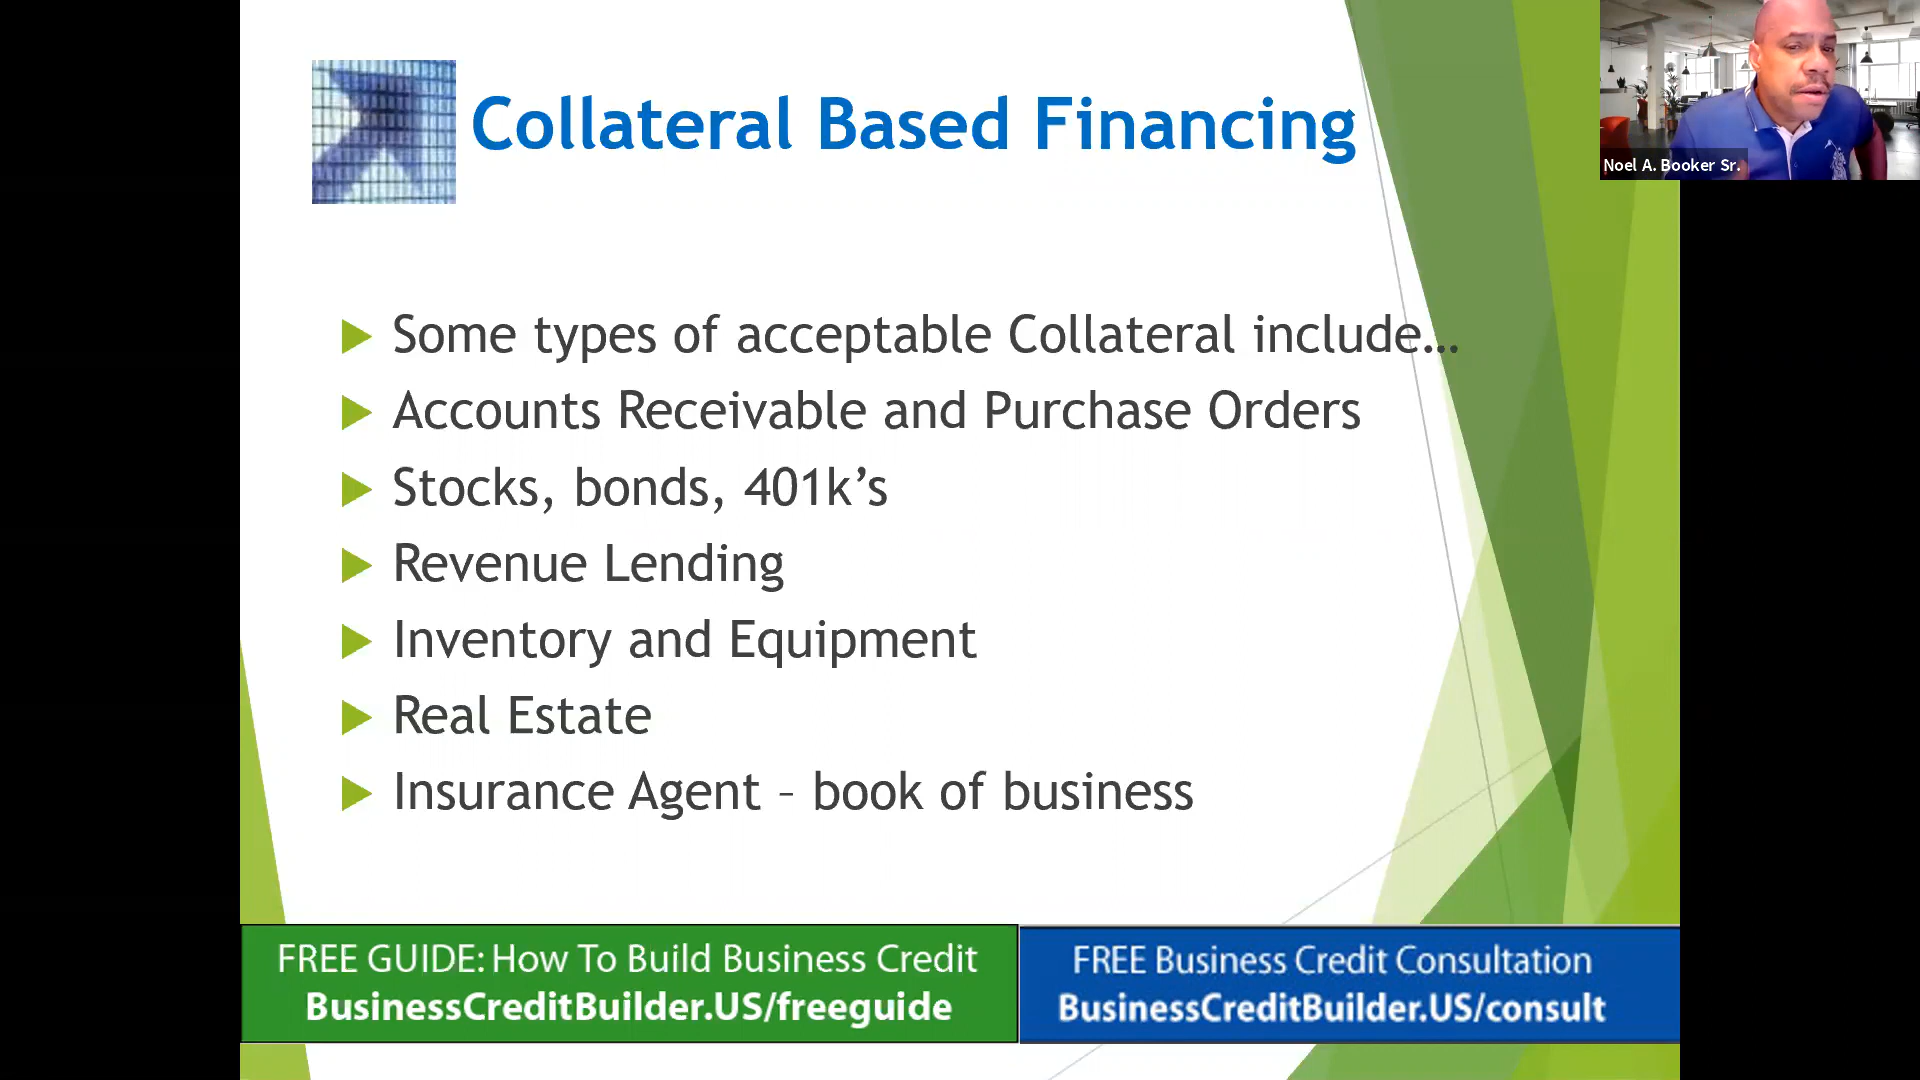 Collateral Based Financing
Noel A. Booker Sr.
Some types of acceptable Collateral include…
Accounts Receivable and Purchase Orders
Stocks, bonds, 401k’s
Revenue Lending
Inventory and Equipment
Real Estate
Insurance Agent – book of business
FREE GUIDE: How To Build Business Credit
BusinessCreditBuilder.US/freeguide
FREE Business Credit Consultation
BusinessCreditBuilder.US/consult